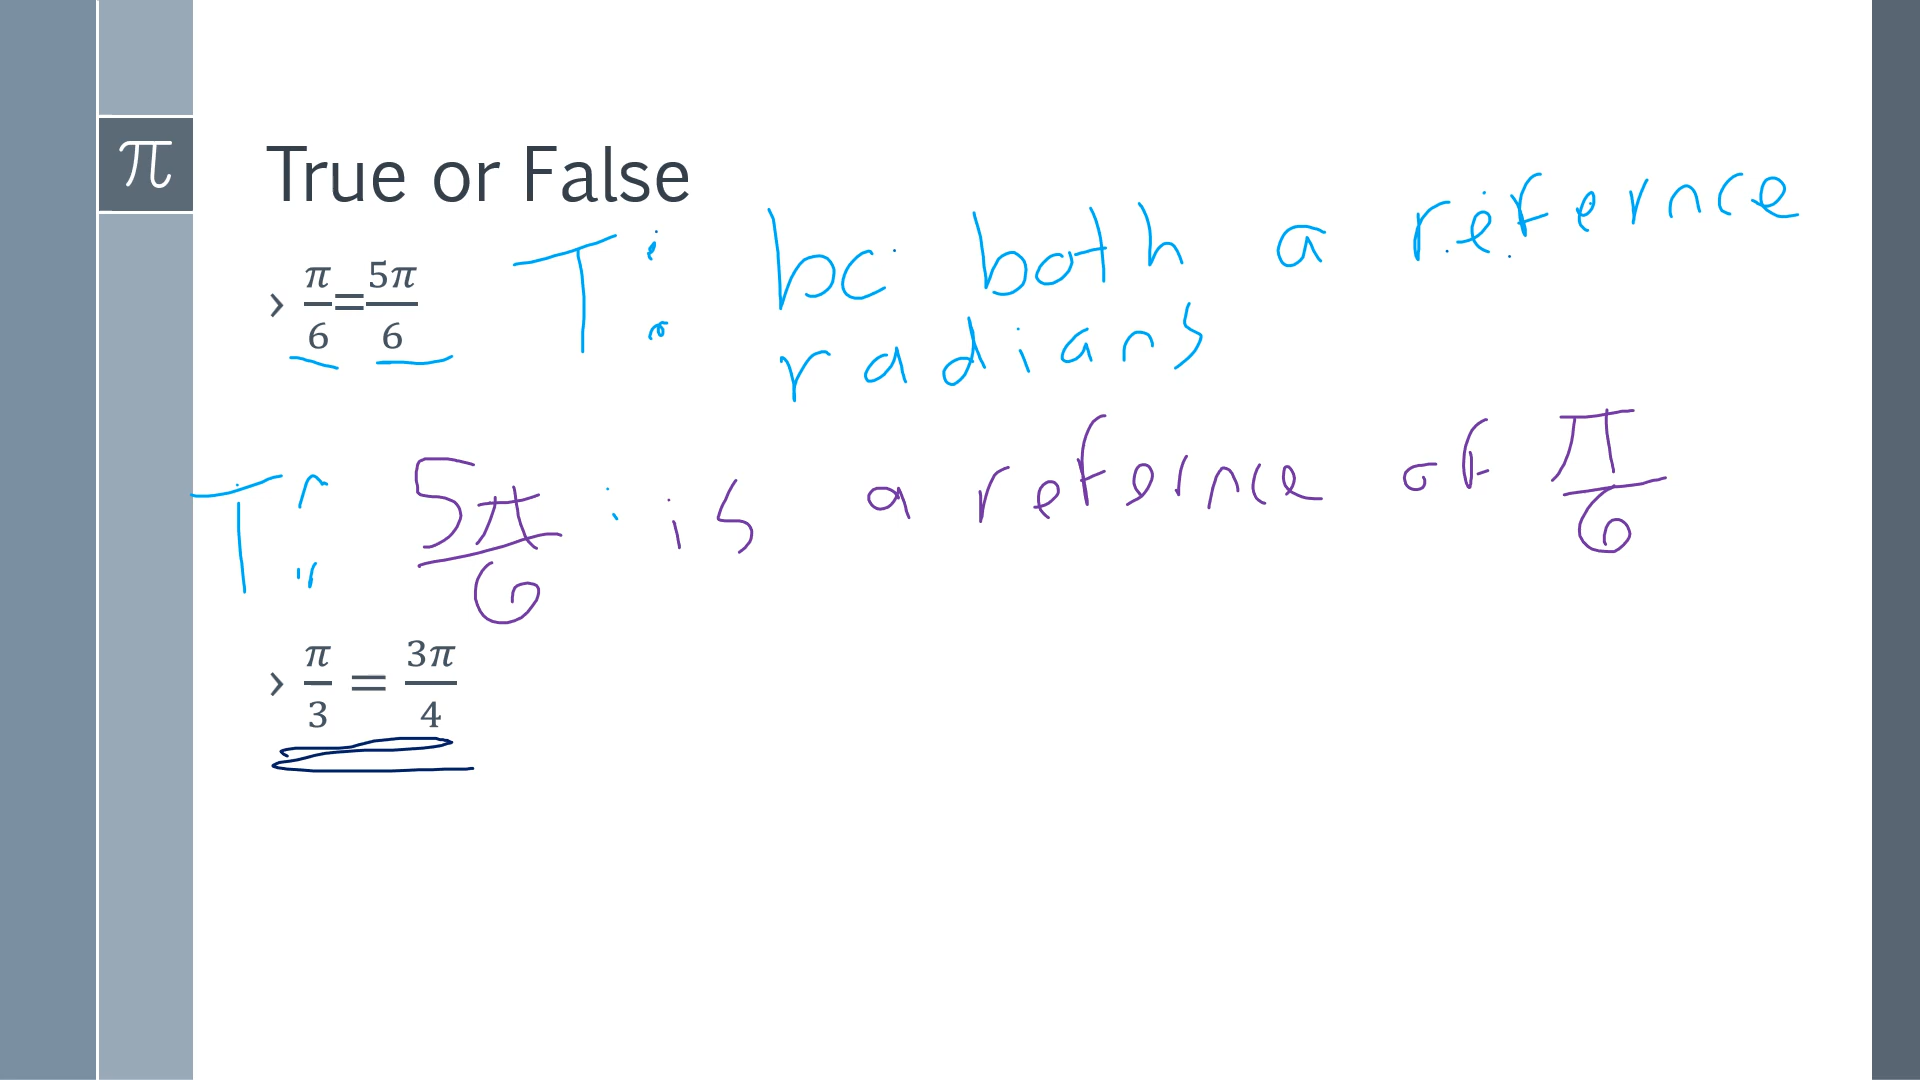 π
True or False
› π/6=5π/6 T: bc both a refernce
radians
T: 5π/6 is a refernce of π/6
› π/3 = 3π/4